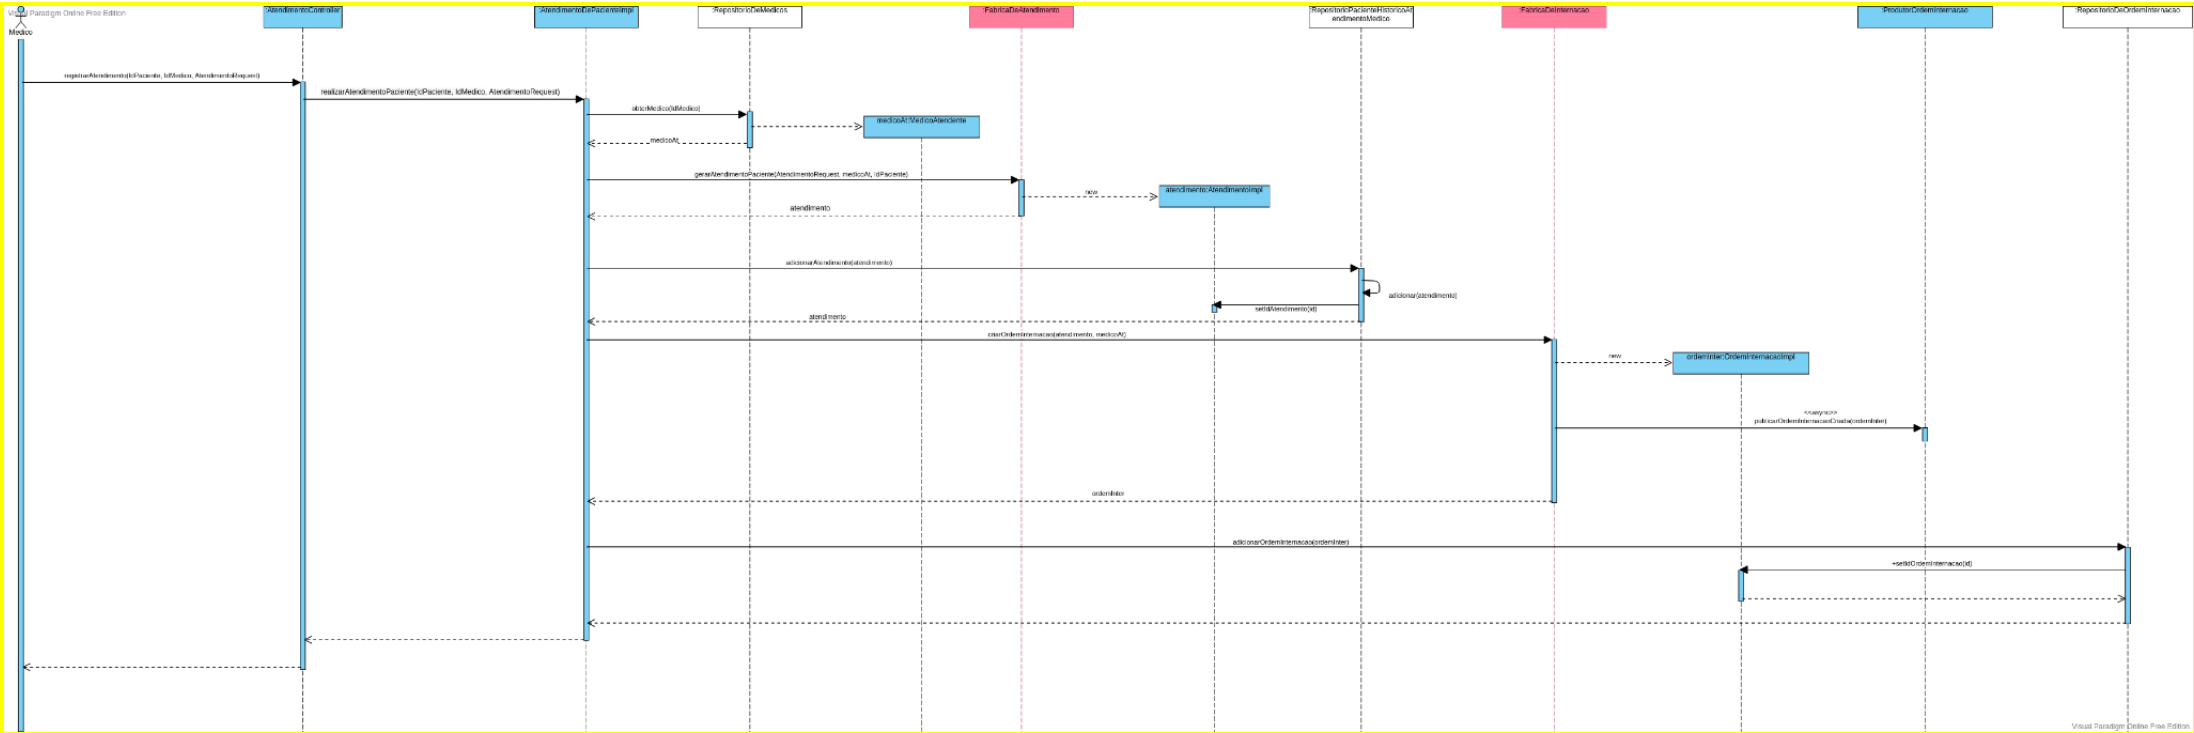 Visual Paradigm Online Free Edition
Medico
:AtendimentoController
:AtendimentoDePacienteImpl
:RepositorioDeMedicos
:FabricaDeAtendimento
:RepositorioPacienteHistoricoAt
endimentoMedico
:FabricaDeInternacao
:ProdutorOrdemInternacao
:RepositorioDeOrdemInternacao
registrarAtendimento(IdPaciente, IdMedico, AtendimentoRequest)
realizarAtendimentoPaciente(IdPaciente, IdMedico, AtendimentoRequest)
obterMedico(IdMedico)
medicoAt:MedicoAtendente
medicoAt
gerarAtendimentoPaciente(AtendimentoRequest, medicoAt, IdPaciente)
new
atendimento:AtendimentoImpl
atendimento
adicionarAtendimento(atendimento)
adicionar(atendimento)
setIdAtendimento(id)
atendimento
criarOrdemInternacao(atendimento, medicoAt)
new
ordemInter:OrdemInternacaoImpl
<<async>>
publicarOrdemInternacaoCriada(ordemInter)
ordemInter
adicionarOrdemInternacao(ordemInter)
+setIdOrdemInternacao(id)
Visual Paradigm Online Free Edition